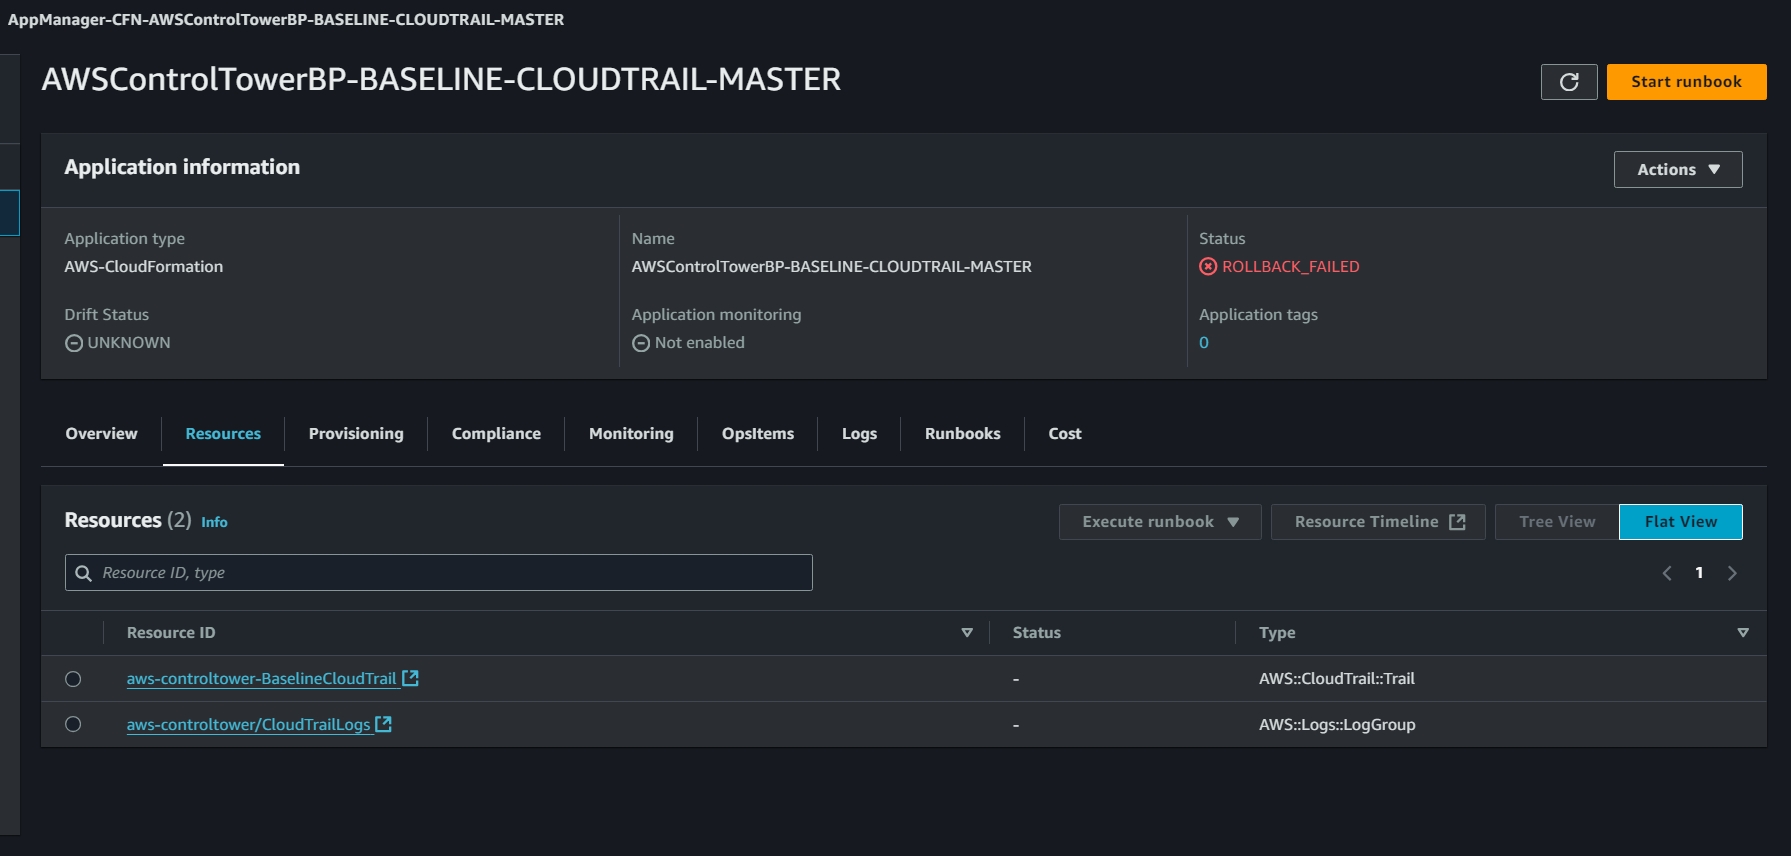 AppManager-CFN-AWSControlTowerBP-BASELINE-CLOUDTRAIL-MASTER
AWSControlTowerBP-BASELINE-CLOUDTRAIL-MASTER
Start runbook
Application information
Actions
Application type
Name
Status
AWS-CloudFormation
AWSControlTowerBP-BASELINE-CLOUDTRAIL-MASTER
ROLLBACK_FAILED
Drift Status
Application monitoring
Application tags
UNKNOWN
Not enabled
0
Overview
Resources
Provisioning
Compliance
Monitoring
OpsItems
Logs
Runbooks
Cost
Resources (2) Info
Execute runbook
Resource Timeline
Tree View
Flat View
Resource ID, type
1
Resource ID
Status
Type
aws-controltower-BaselineCloudTrail
-
AWS::CloudTrail::Trail
aws-controltower/CloudTrailLogs
-
AWS::Logs::LogGroup